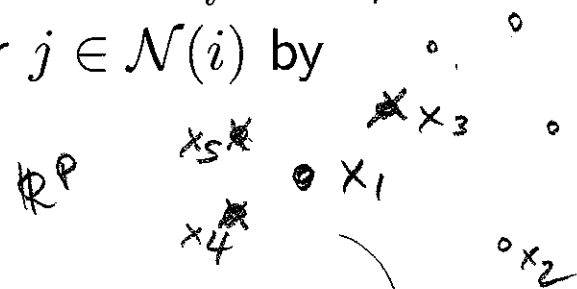 j ∈ 𝒩(i) by
x₃
x₅
ℝᵖ
x₁
x₄
x₂